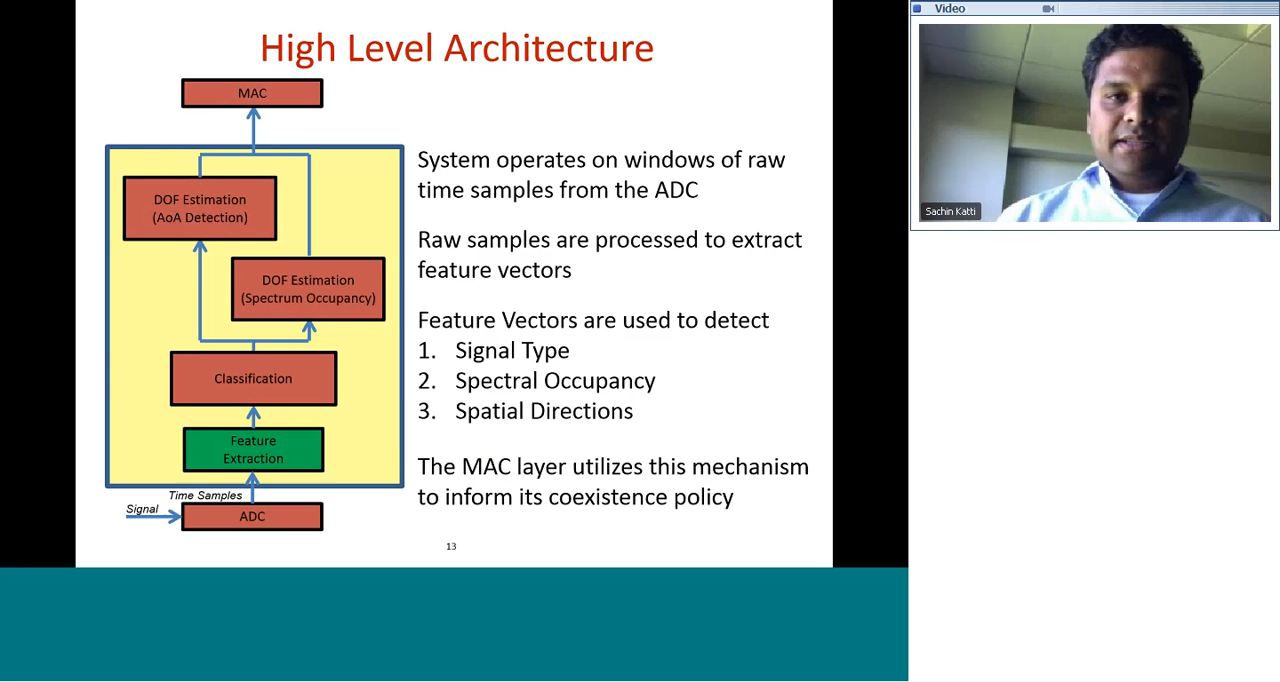 High Level Architecture
MAC
DOF Estimation
(AoA Detection)
DOF Estimation
(Spectrum Occupancy)
Classification
Feature
Extraction
Time Samples
Signal
ADC
System operates on windows of raw
time samples from the ADC
Raw samples are processed to extract
feature vectors
Feature Vectors are used to detect
1. Signal Type
2. Spectral Occupancy
3. Spatial Directions
The MAC layer utilizes this mechanism
to inform its coexistence policy
13
Video
Sachin Katti